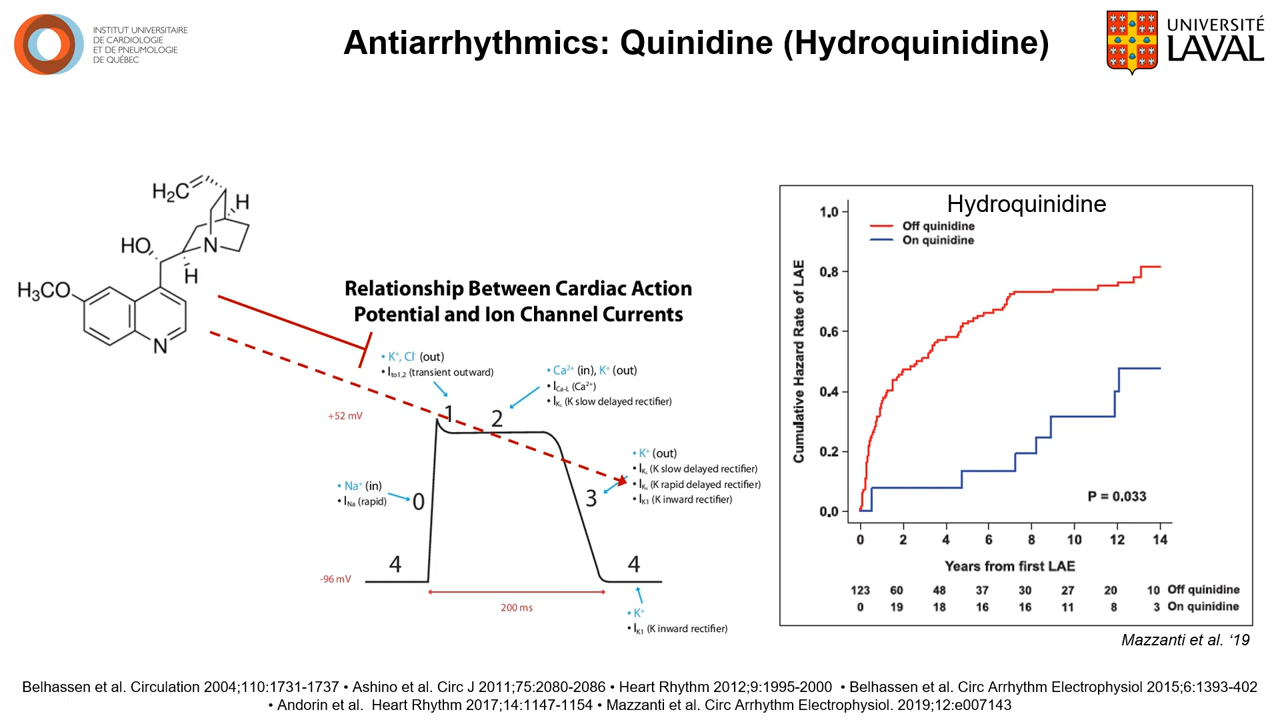 INSTITUT UNIVERSITAIRE
DE CARDIOLOGIE
ET DE PNEUMOLOGIE
DE QUÉBEC
Antiarrhythmics: Quinidine (Hydroquinidine)
UNIVERSITÉ
LAVAL
H₂C
H
HO
N
H
H₃CO
N
Relationship Between Cardiac Action
Potential and Ion Channel Currents
• K⁺, Cl⁻ (out)
• Ito1,2 (transient outward)
• Ca²⁺ (in), K⁺ (out)
• ICa-L (Ca²⁺)
• IKs (K slow delayed rectifier)
+52 mV
1
2
• K⁺ (out)
• IKs (K slow delayed rectifier)
• IKr (K rapid delayed rectifier)
• IK1 (K inward rectifier)
• Na⁺ (in)
• INa (rapid)
0
3
4
4
-96 mV
200 ms
• K⁺
• IK1 (K inward rectifier)
Hydroquinidine
Off quinidine
On quinidine
Cumulative Hazard Rate of LAE
1.0
0.8
0.6
0.4
0.2
0.0
P = 0.033
0 2 4 6 8 10 12 14
Years from first LAE
123 60 48 37 30 27 20 10 Off quinidine
0 19 18 16 16 11 8 3 On quinidine
Mazzanti et al. ‘19
Belhassen et al. Circulation 2004;110:1731-1737 • Ashino et al. Circ J 2011;75:2080-2086 • Heart Rhythm 2012;9:1995-2000 • Belhassen et al. Circ Arrhythm Electrophysiol 2015;6:1393-402
• Andorin et al. Heart Rhythm 2017;14:1147-1154 • Mazzanti et al. Circ Arrhythm Electrophysiol. 2019;12:e007143